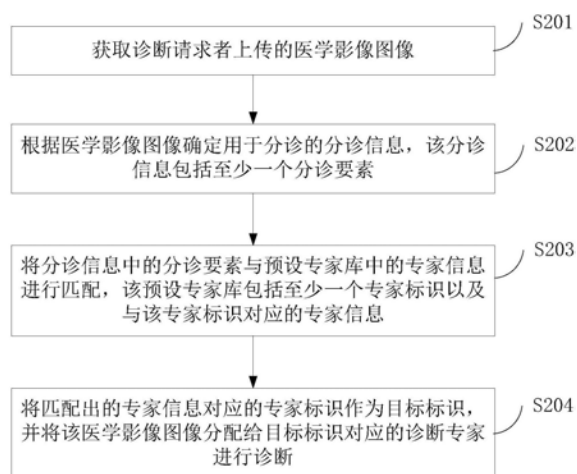 S201
获取诊断请求者上传的医学影像图像
S202
根据医学影像图像确定用于分诊的分诊信息，该分诊
信息包括至少一个分诊要素
S203
将分诊信息中的分诊要素与预设专家库中的专家信息
进行匹配，该预设专家库包括至少一个专家标识以及
与该专家标识对应的专家信息
S204
将匹配出的专家信息对应的专家标识作为目标标识，
并将该医学影像图像分配给目标标识对应的诊断专家
进行诊断